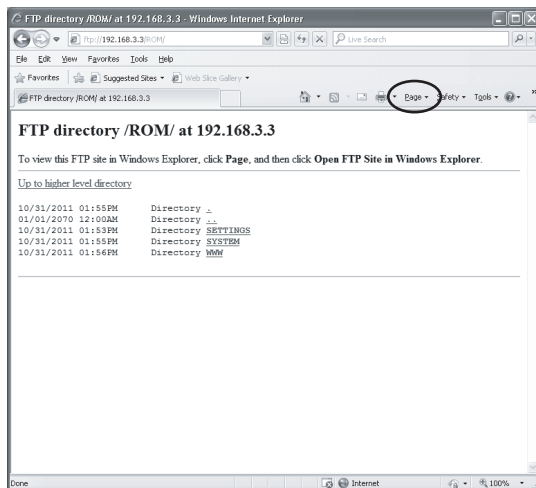 FTP directory /ROM/ at 192.168.3.3 - Windows Internet Explorer
ftp://192.168.3.3/ROM/
Live Search
File Edit View Favorites Tools Help
Favorites Suggested Sites Web Slice Gallery
FTP directory /ROM/ at 192.168.3.3
Page Safety Tools
FTP directory /ROM/ at 192.168.3.3
To view this FTP site in Windows Explorer, click Page, and then click Open FTP Site in Windows Explorer.
Up to higher level directory
10/31/2011 01:55PM Directory .
01/01/2070 12:00AM Directory ..
10/31/2011 01:53PM Directory SETTINGS
10/31/2011 01:55PM Directory SYSTEM
10/31/2011 01:56PM Directory WWW
Done Internet 100%